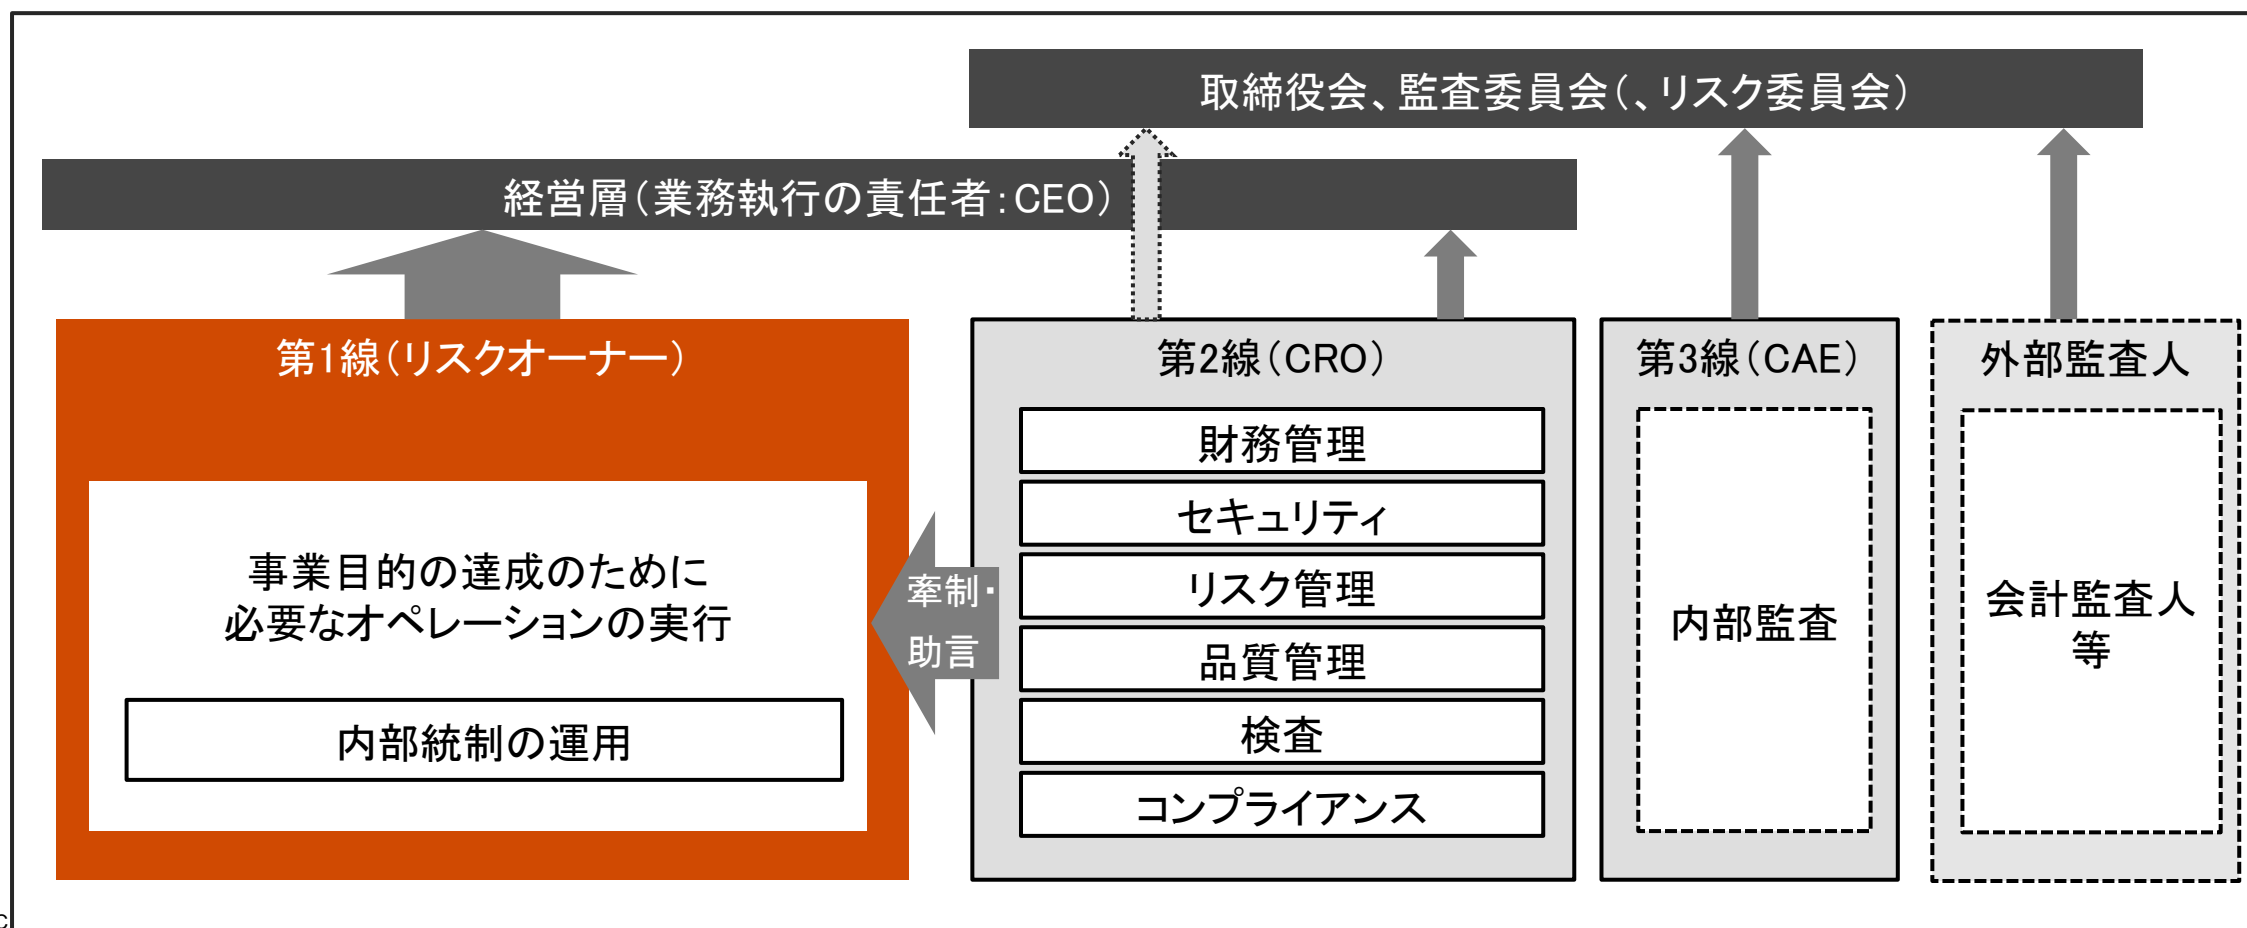 取締役会、監査委員会(、リスク委員会)
経営層(業務執行の責任者:CEO)
第1線(リスクオーナー)
事業目的の達成のために
必要なオペレーションの実行
内部統制の運用
牽制・
助言
第2線(CRO)
財務管理
セキュリティ
リスク管理
品質管理
検査
コンプライアンス
第3線(CAE)
内部監査
外部監査人
会計監査人
等
c